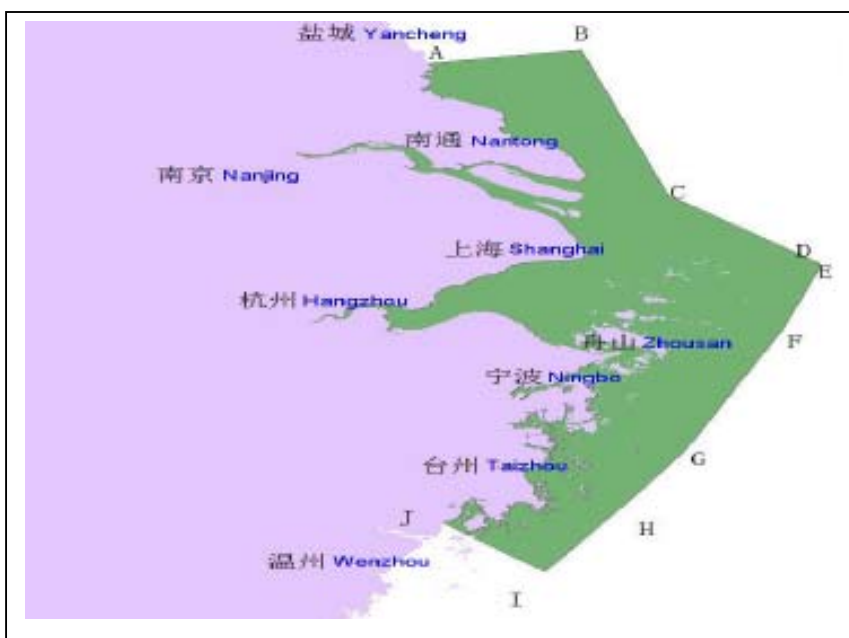 盐城 Yancheng
A
B
南通 Nantong
南京 Nanjing
C
上海 Shanghai
D
E
杭州 Hangzhou
F
舟山 Zhousan
宁波 Ningbo
G
台州 Taizhou
J
H
温州 Wenzhou
I